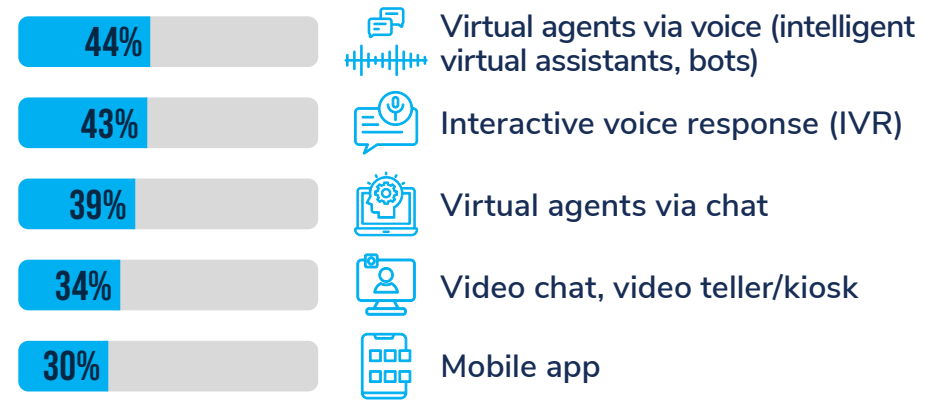 44%
Virtual agents via voice (intelligent
virtual assistants, bots)
43%
Interactive voice response (IVR)
39%
Virtual agents via chat
34%
Video chat, video teller/kiosk
30%
Mobile app